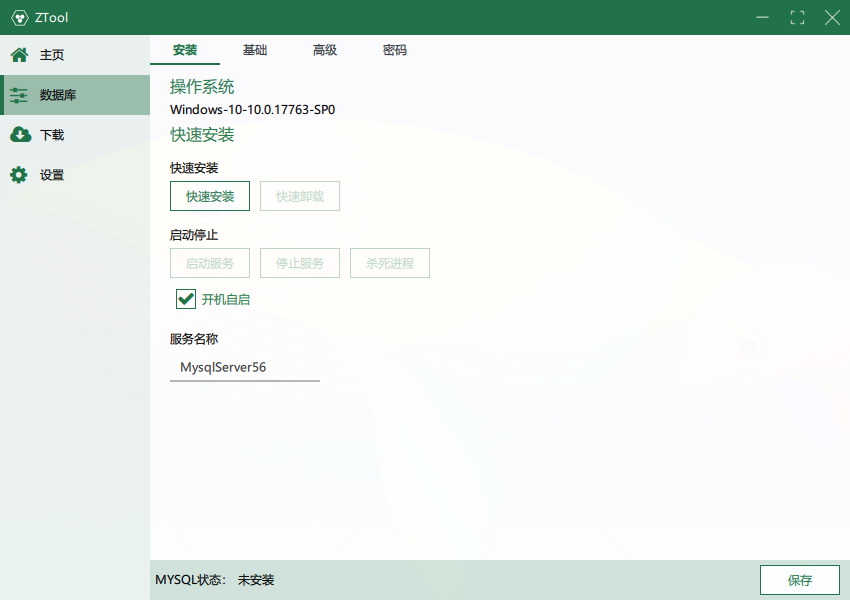 ZTool
主页
数据库
下载
设置
安装 基础 高级 密码
操作系统
Windows-10-10.0.17763-SP0
快速安装
快速安装
快速安装 快速卸载
启动停止
启动服务 停止服务 杀死进程
开机自启
服务名称
MysqlServer56
MYSQL状态: 未安装
保存